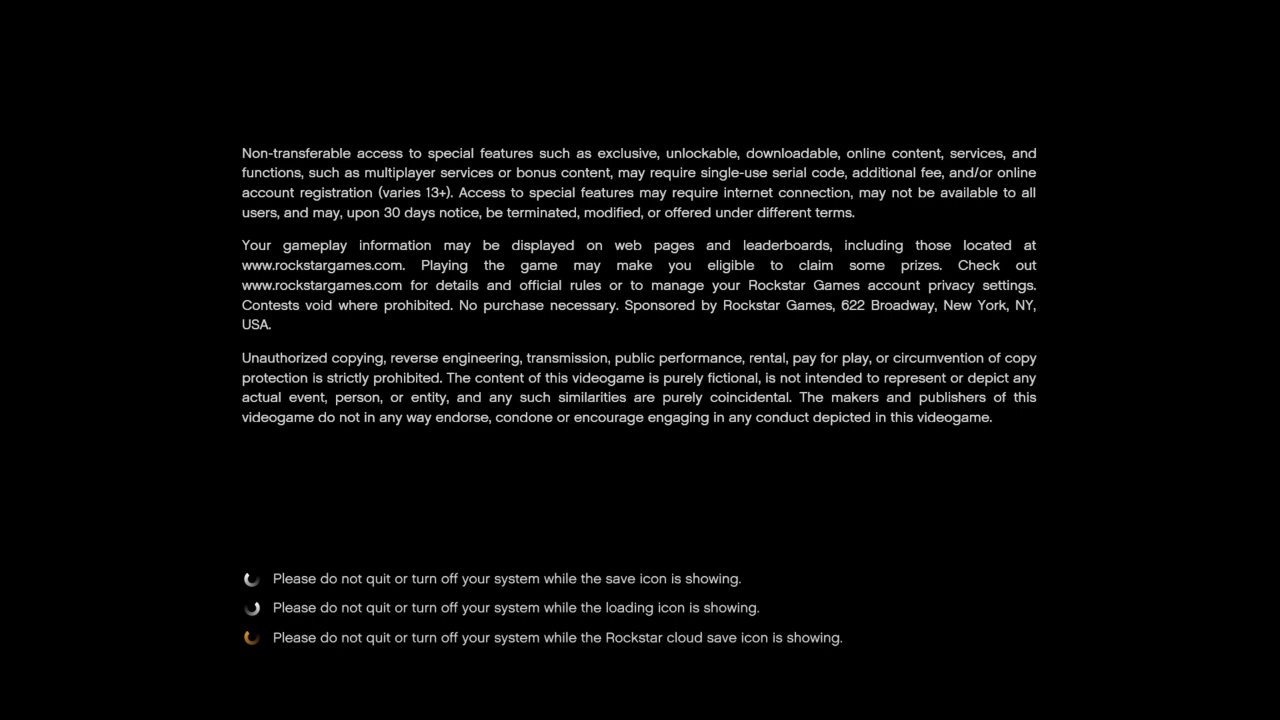 Non-transferable access to special features such as exclusive, unlockable, downloadable, online content, services, and
functions, such as multiplayer services or bonus content, may require single-use serial code, additional fee, and/or online
account registration (varies 13+). Access to special features may require internet connection, may not be available to all
users, and may, upon 30 days notice, be terminated, modified, or offered under different terms.
Your gameplay information may be displayed on web pages and leaderboards, including those located at
www.rockstargames.com. Playing the game may make you eligible to claim some prizes. Check out
www.rockstargames.com for details and official rules or to manage your Rockstar Games account privacy settings.
Contests void where prohibited. No purchase necessary. Sponsored by Rockstar Games, 622 Broadway, New York, NY,
USA.
Unauthorized copying, reverse engineering, transmission, public performance, rental, pay for play, or circumvention of copy
protection is strictly prohibited. The content of this videogame is purely fictional, is not intended to represent or depict any
actual event, person, or entity, and any such similarities are purely coincidental. The makers and publishers of this
videogame do not in any way endorse, condone or encourage engaging in any conduct depicted in this videogame.
Please do not quit or turn off your system while the save icon is showing.
Please do not quit or turn off your system while the loading icon is showing.
Please do not quit or turn off your system while the Rockstar cloud save icon is showing.